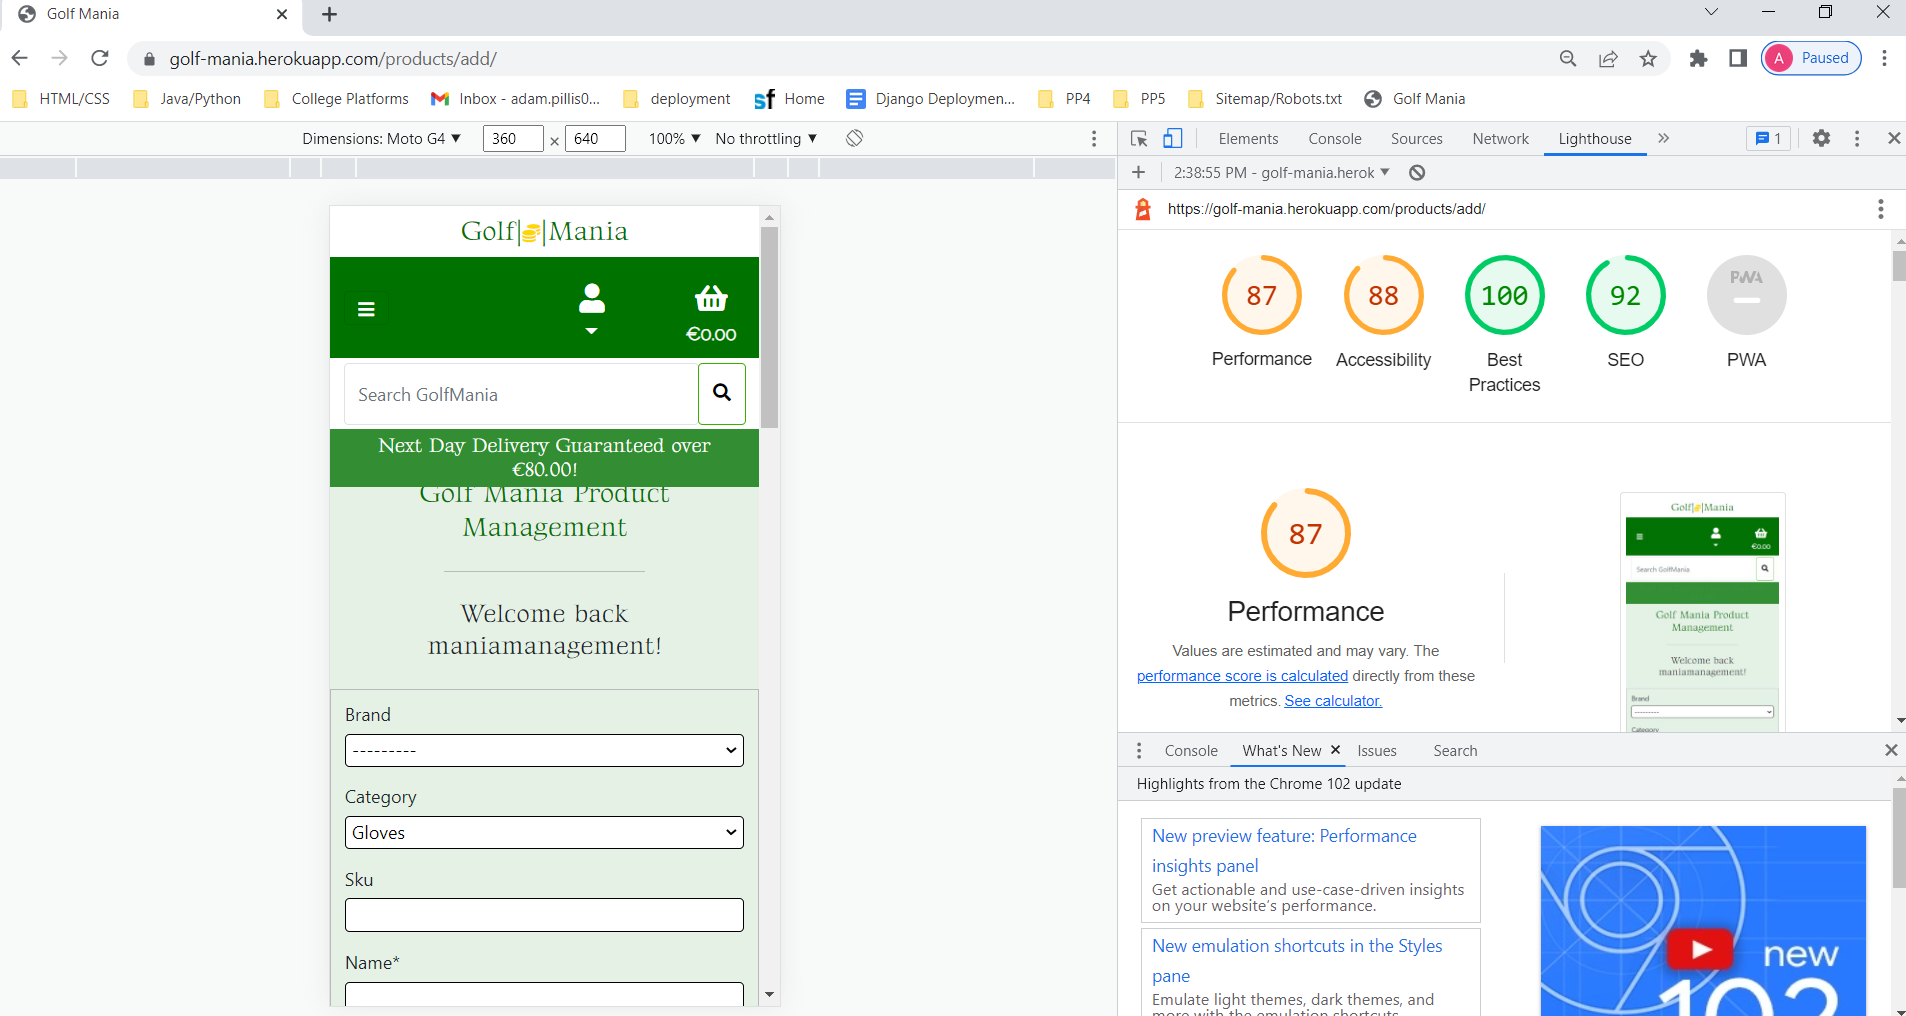 Golf Mania
golf-mania.herokuapp.com/products/add/
A
Paused
HTML/CSS
Java/Python
College Platforms
Inbox - adam.pillis0...
deployment
sf Home
Django Deploymen...
PP4
PP5
Sitemap/Robots.txt
Golf Mania
Dimensions: Moto G4
360 × 640
100%
No throttling
Elements
Console
Sources
Network
Lighthouse
1
2:38:55 PM - golf-mania.herok
https://golf-mania.herokuapp.com/products/add/
Golf|Mania
€0.00
Search GolfMania
Next Day Delivery Guaranteed over
€80.00!
Golf Mania Product
Management
Welcome back
maniamanagement!
Brand
---------
Category
Gloves
Sku
Name*
87
Performance
88
Accessibility
100
Best
Practices
92
SEO
PWA
PWA
87
Performance
Values are estimated and may vary. The
performance score is calculated directly from these
metrics. See calculator.
Golf|Mania
€0.00
Search GolfMania
Golf Mania Product
Management
Welcome back
maniamanagement!
Brand
---------
Category
Console
What's New
Issues
Search
Highlights from the Chrome 102 update
New preview feature: Performance
insights panel
Get actionable and use-case-driven insights
on your website's performance.
New emulation shortcuts in the Styles
pane
Emulate light themes, dark themes, and
more with the emulation shortcuts
new
102